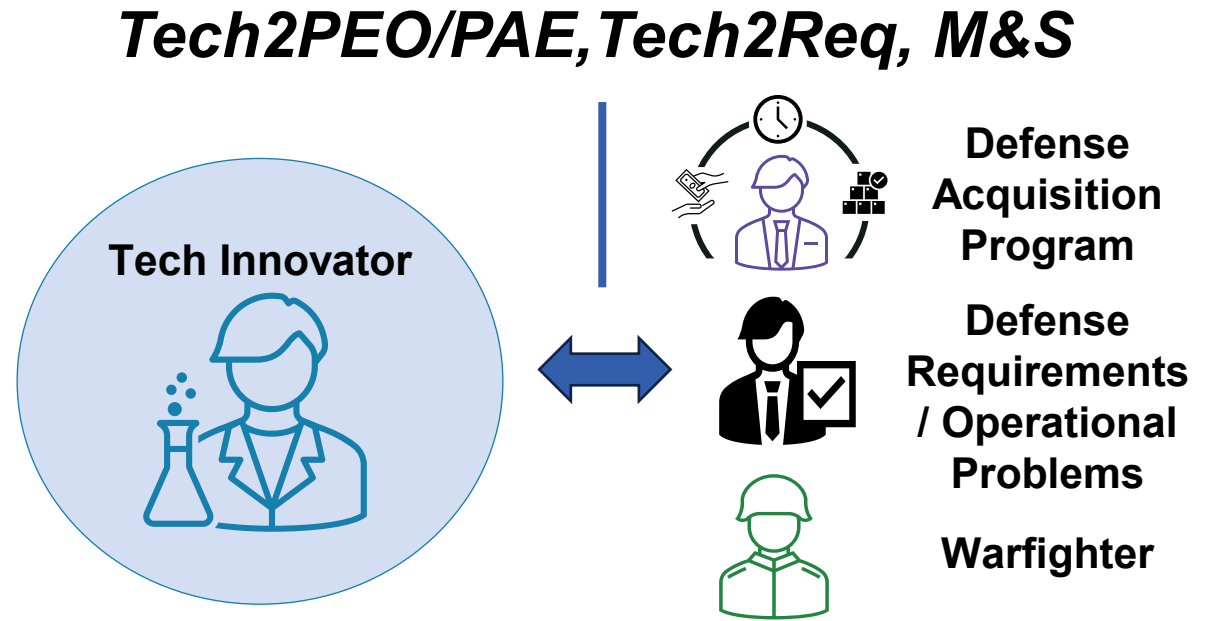 Tech2PEO/PAE,Tech2Req, M&S
Tech Innovator
Defense
Acquisition
Program
Defense
Requirements
/ Operational
Problems
Warfighter